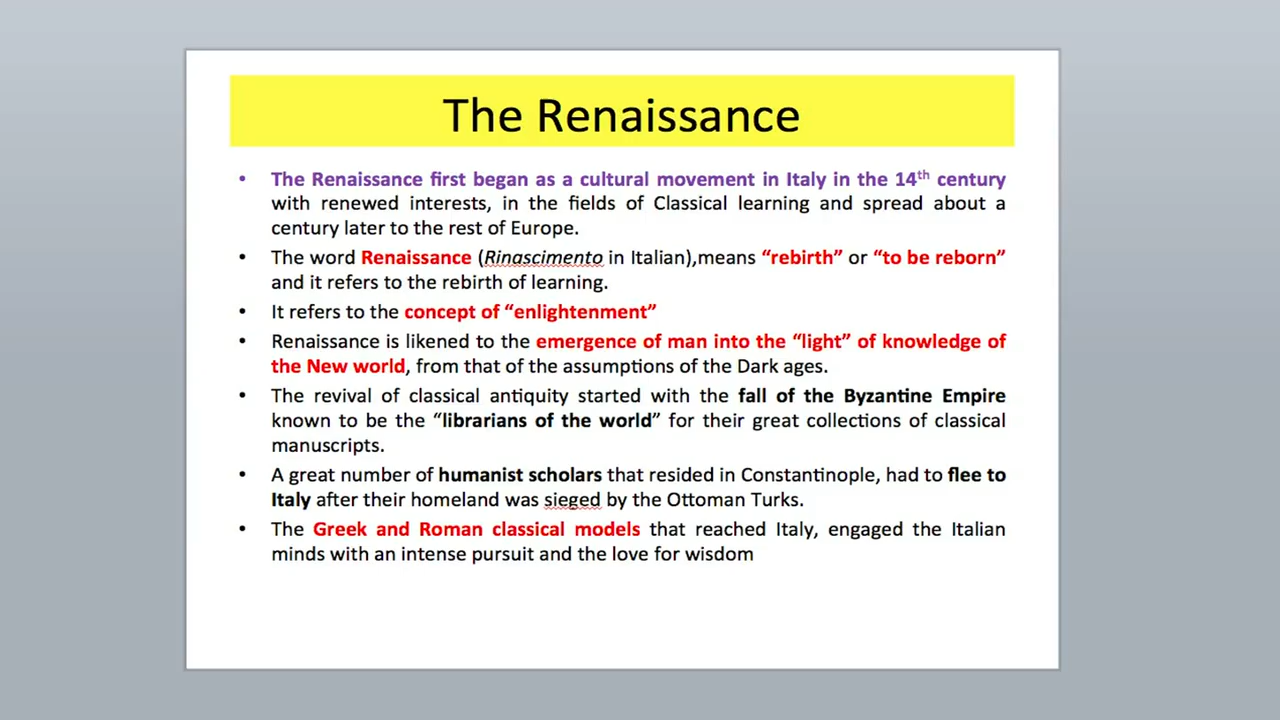 The Renaissance
• The Renaissance first began as a cultural movement in Italy in the 14th century
with renewed interests, in the fields of Classical learning and spread about a
century later to the rest of Europe.
• The word Renaissance (Rinascimento in Italian),means “rebirth” or “to be reborn”
and it refers to the rebirth of learning.
• It refers to the concept of “enlightenment”
• Renaissance is likened to the emergence of man into the “light” of knowledge of
the New world, from that of the assumptions of the Dark ages.
• The revival of classical antiquity started with the fall of the Byzantine Empire
known to be the “librarians of the world” for their great collections of classical
manuscripts.
• A great number of humanist scholars that resided in Constantinople, had to flee to
Italy after their homeland was sieged by the Ottoman Turks.
• The Greek and Roman classical models that reached Italy, engaged the Italian
minds with an intense pursuit and the love for wisdom